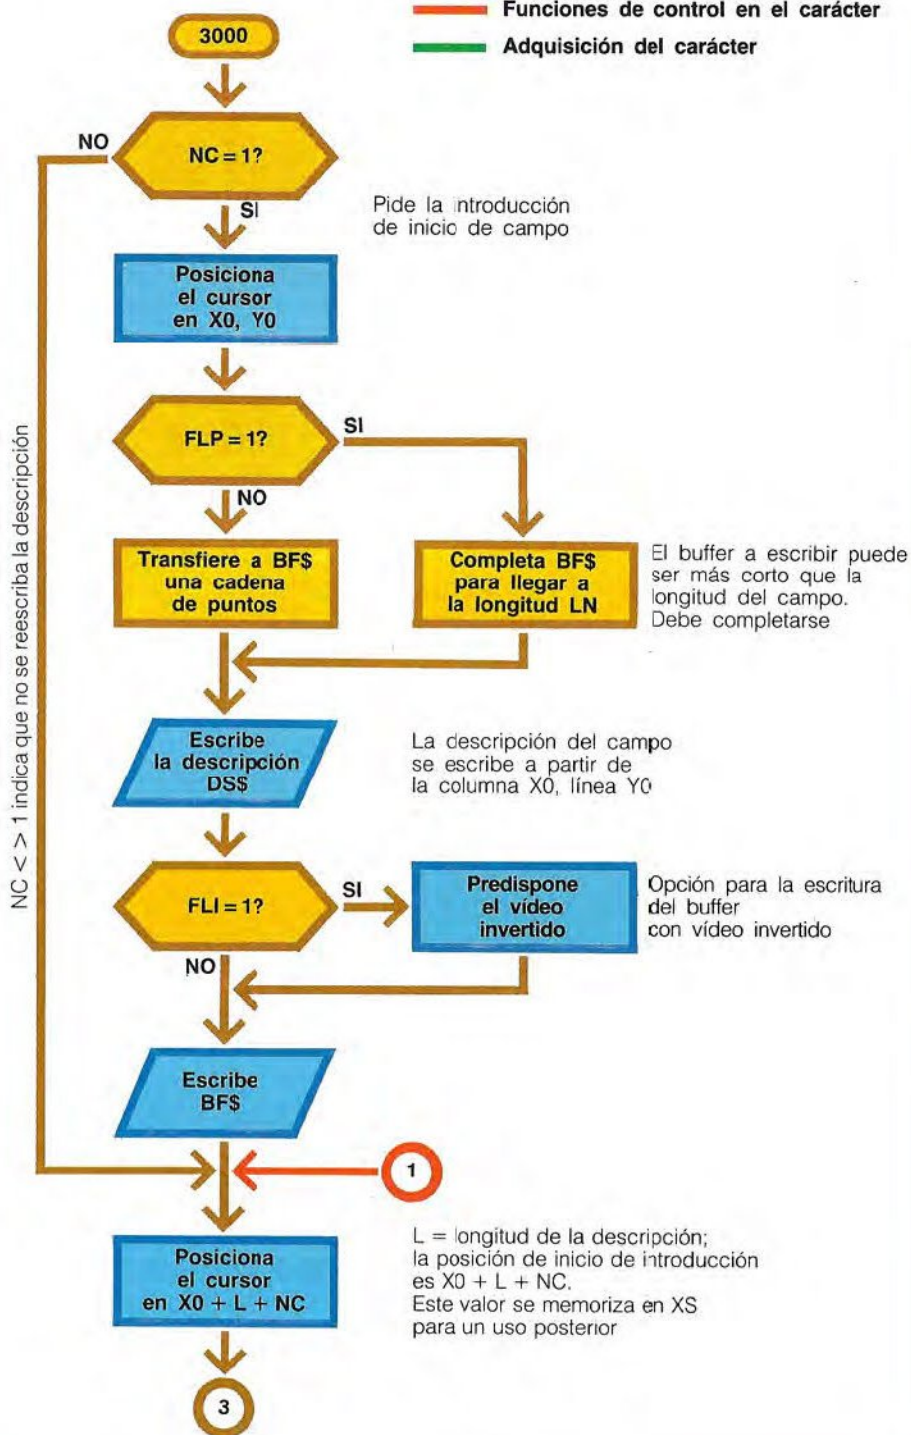 Funciones de control en el carácter
Adquisición del carácter
3000
NO
NC = 1?
SI
Pide la introducción
de inicio de campo
Posiciona
el cursor
en X0, Y0
FLP = 1?
SI
NO
Transfiere a BF$
una cadena
de puntos
Completa BF$
para llegar a
la longitud LN
El buffer a escribir puede
ser más corto que la
longitud del campo.
Debe completarse
NC < > 1 indica que no se reescriba la descripción
Escribe
la descripción
DS$
La descripción del campo
se escribe a partir de
la columna X0, línea Y0
FLI = 1?
SI
NO
Predispone
el vídeo
invertido
Opción para la escritura
del buffer
con vídeo invertido
Escribe
BF$
1
Posiciona
el cursor
en X0 + L + NC
L = longitud de la descripción;
la posición de inicio de introducción
es X0 + L + NC.
Este valor se memoriza en XS
para un uso posterior
3